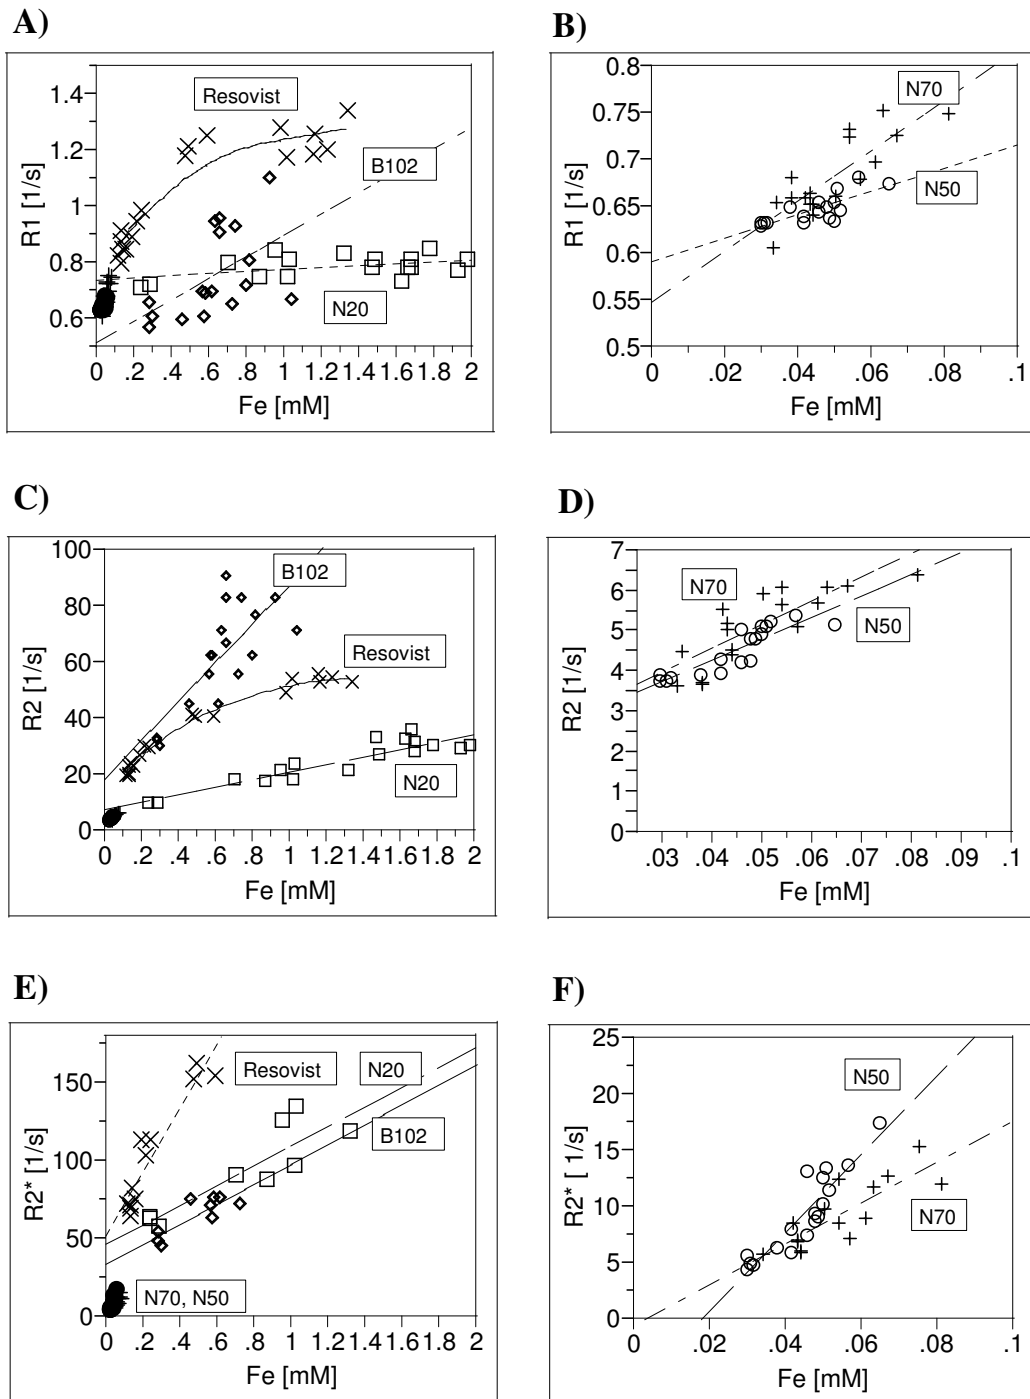 A)
1.4
1.2
1
0.8
0.6
R1 [1/s]
Resovist
B102
N20
0 .2 .4 .6 .8 1 1.2 1.4 1.6 1.8 2
Fe [mM]
B)
0.8
0.7
0.65
0.6
0.55
0.5
R1 [1/s]
N70
N50
0 .02 .04 .06 .08 .1
Fe [mM]
C)
100
80
60
40
20
0
R2 [1/s]
B102
Resovist
N20
0 .2 .4 .6 .8 1 1.2 1.4 1.6 1.8 2
Fe [mM]
D)
7
6
5
4
3
2
1
0
R2 [1/s]
N70
N50
.03 .04 .05 .06 .07 .08 .09 .1
Fe [mM]
E)
150
100
50
0
R2* [1/s]
Resovist
N20
B102
N70, N50
0 .2 .4 .6 .8 1 1.2 1.4 1.6 1.8 2
Fe [mM]
F)
25
20
15
10
5
0
R2* [ 1/s]
N50
N70
0 .02 .04 .06 .08 .1
Fe [mM]